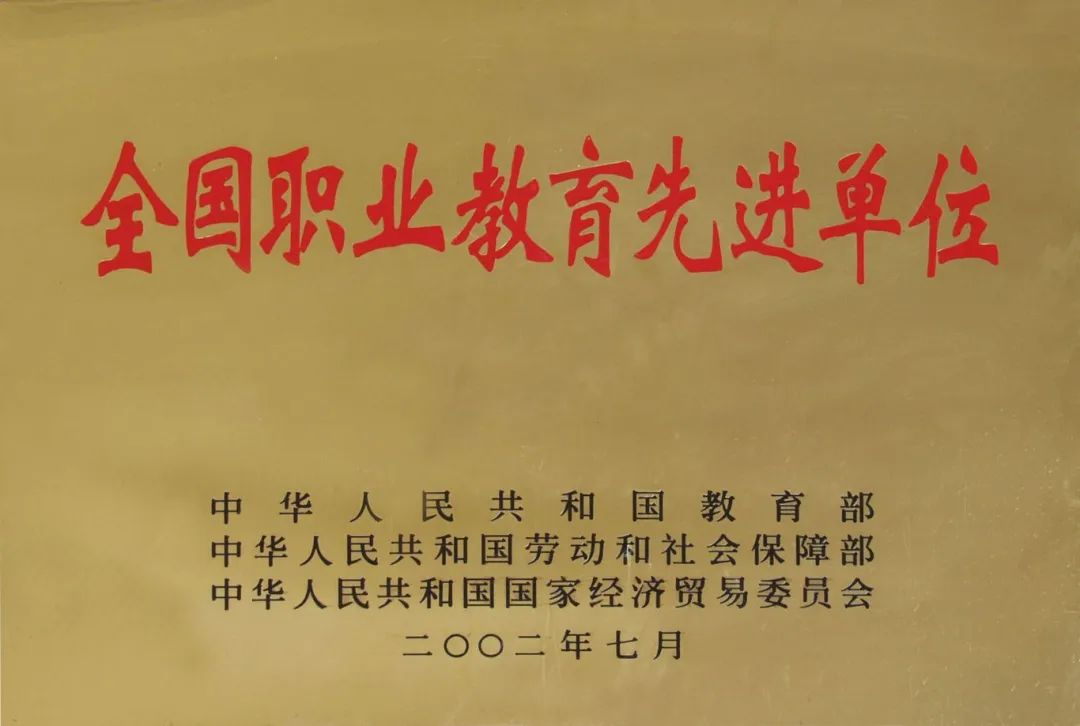 全国职业教育先进单位
中华人民共和国教育部
中华人民共和国劳动和社会保障部
中华人民共和国国家经济贸易委员会
二〇〇二年七月